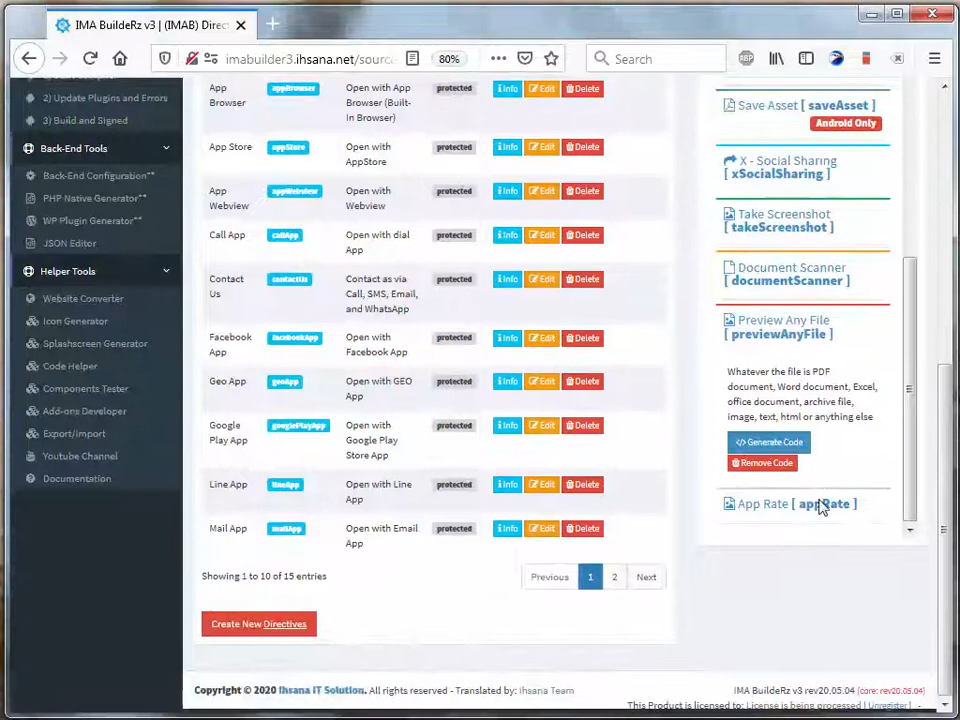 IMA BuildeRz v3 | (IMAB) Direct
imabuilder3.ihsana.net/source
80%
Search
2) Update Plugins and Errors
3) Build and Signed
Back-End Tools
Back-End Configuration**
PHP Native Generator**
WP Plugin Generator**
JSON Editor
Helper Tools
Website Converter
Icon Generator
Splashscreen Generator
Code Helper
Components Tester
Add-ons Developer
Export/Import
Youtube Channel
Documentation
App Browser appBrowser Open with App Browser (Built-In Browser) protected Info Edit Delete
App Store appStore Open with AppStore protected Info Edit Delete
App Webview appWebview Open with Webview protected Info Edit Delete
Call App callApp Open with dial App protected Info Edit Delete
Contact Us contactUs Contact as via Call, SMS, Email, and WhatsApp protected Info Edit Delete
Facebook App facebookApp Open with Facebook App protected Info Edit Delete
Geo App geoApp Open with GEO App protected Info Edit Delete
Google Play App googlePlayApp Open with Google Play Store App protected Info Edit Delete
Line App lineApp Open with Line App protected Info Edit Delete
Mail App mailApp Open with Email App protected Info Edit Delete
Showing 1 to 10 of 15 entries
Previous 1 2 Next
Create New Directives
Save Asset [ saveAsset ]
Android Only
X - Social Sharing
[ xSocialSharing ]
Take Screenshot
[ takeScreenshot ]
Document Scanner
[ documentScanner ]
Preview Any File
[ previewAnyFile ]
Whatever the file is PDF
document, Word document, Excel,
office document, archive file,
image, text, html or anything else
</> Generate Code
Remove Code
App Rate [ appRate ]
Copyright © 2020 Ihsana IT Solution. All rights reserved - Translated by: Ihsana Team
IMA BuildeRz v3 rev20.05.04 (core: rev20.05.04)
This Product is licensed to: License is being processed ( Unregister ) -